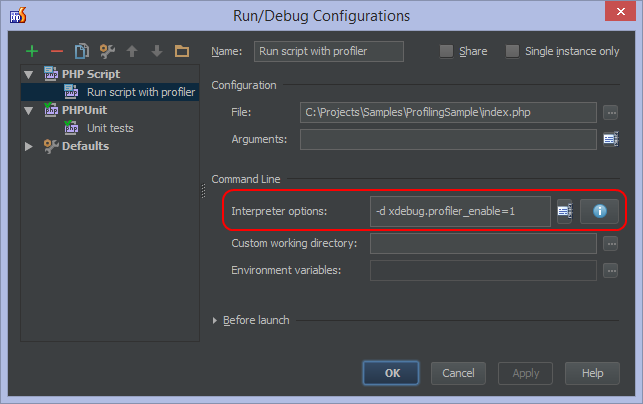 Run/Debug Configurations
Name: Run script with profiler Share Single instance only
PHP Script
Run script with profiler
PHPUnit
Unit tests
Defaults
Configuration
File: C:\Projects\Samples\ProfilingSample\index.php ...
Arguments:
Command Line
Interpreter options: -d xdebug.profiler_enable=1
Custom working directory: ...
Environment variables: ...
Before launch
OK Cancel Apply Help